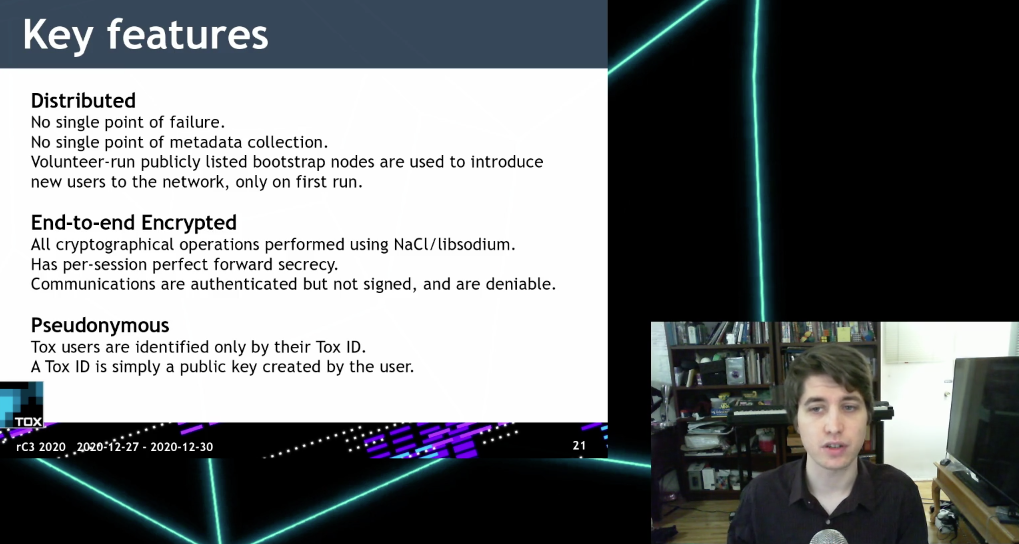 Key features
Distributed
No single point of failure.
No single point of metadata collection.
Volunteer-run publicly listed bootstrap nodes are used to introduce
new users to the network, only on first run.
End-to-end Encrypted
All cryptographical operations performed using NaCl/libsodium.
Has per-session perfect forward secrecy.
Communications are authenticated but not signed, and are deniable.
Pseudonymous
Tox users are identified only by their Tox ID.
A Tox ID is simply a public key created by the user.
TOX
rC3 2020 2020-12-27 - 2020-12-30
21